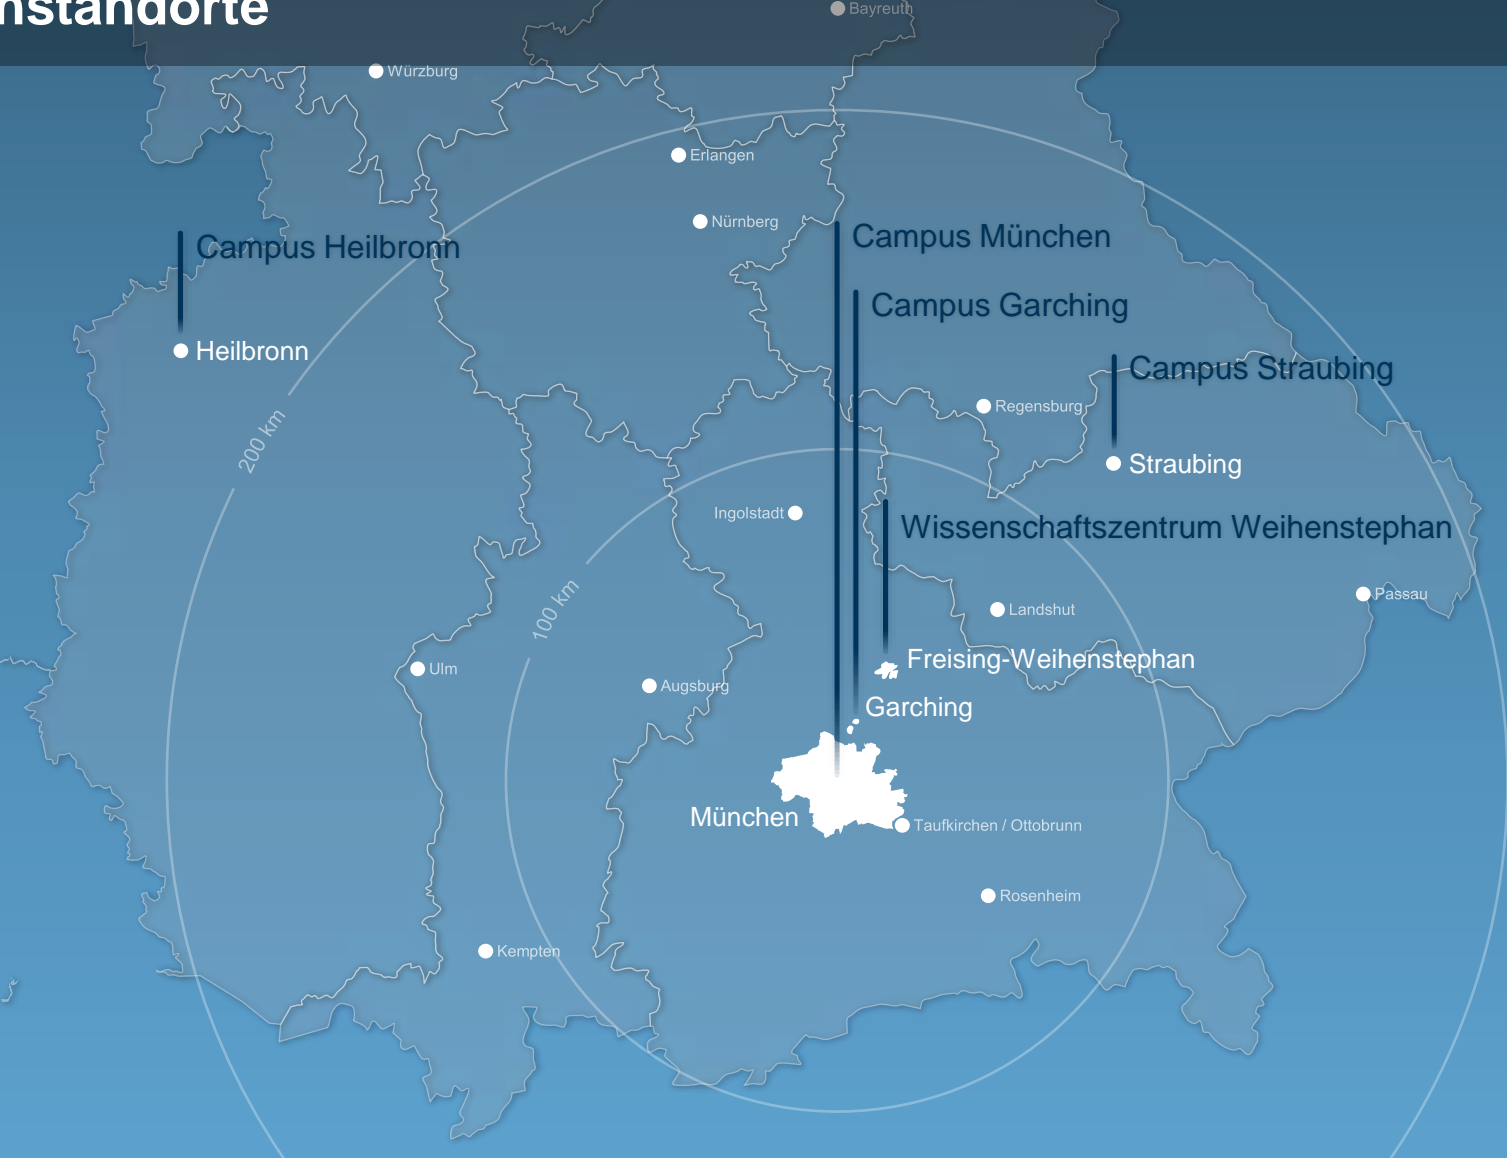 Bayreuth
Würzburg
Erlangen
Nürnberg
Campus Heilbronn
Campus München
Campus Garching
Heilbronn
Campus Straubing
Regensburg
200 km
Straubing
Ingolstadt
Wissenschaftszentrum Weihenstephan
Passau
100 km
Landshut
Freising-Weihenstephan
Ulm
Augsburg
Garching
München
Taufkirchen / Ottobrunn
Rosenheim
Kempten